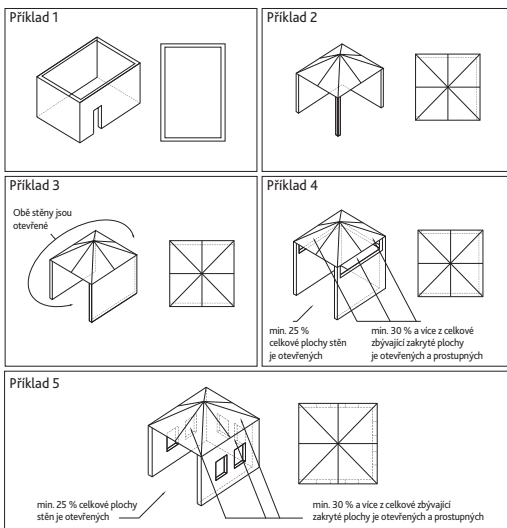 Příklad 1
Příklad 2
Příklad 3
Obě stěny jsou
otevřené
Příklad 4
min. 25 %
celkové plochy stěn
je otevřených
min. 30 % a více z celkové
zbývající zakryté plochy
je otevřených a prostupných
Příklad 5
min. 25 % celkové plochy
stěn je otevřených
min. 30 % a více z celkové zbývající
zakryté plochy je otevřených a prostupných